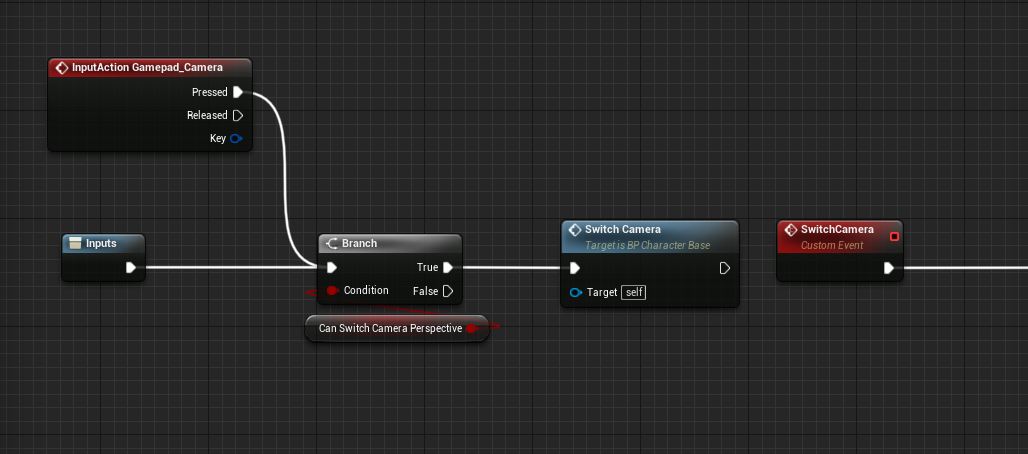 InputAction Gamepad_Camera
Pressed
Released
Key
Inputs
Branch
True
Condition
False
Can Switch Camera Perspective
Switch Camera
Target is BP Character Base
Target self
SwitchCamera
Custom Event